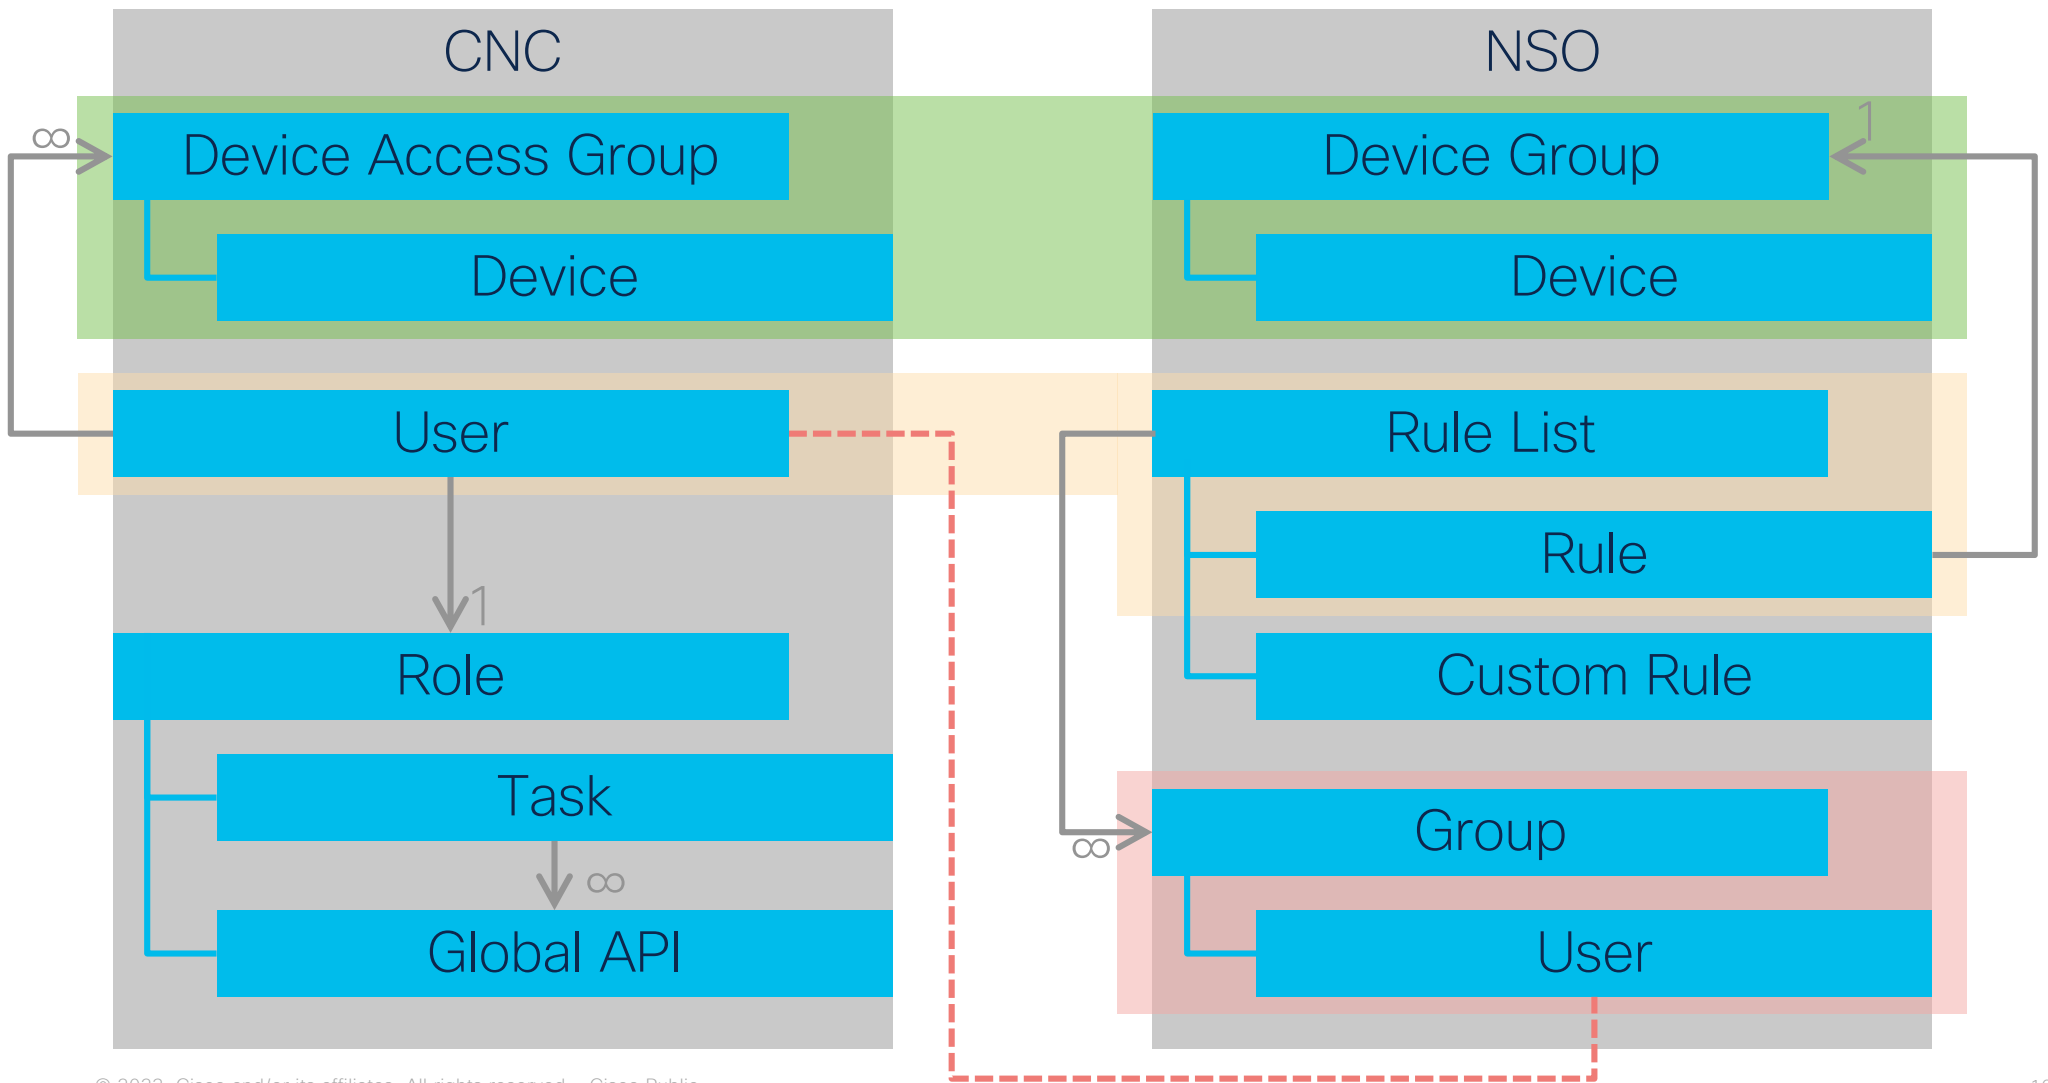 CNC
∞
Device Access Group
Device
User
1
Role
Task
∞
Global API
NSO
1
Device Group
Device
Rule List
Rule
Custom Rule
∞
Group
User